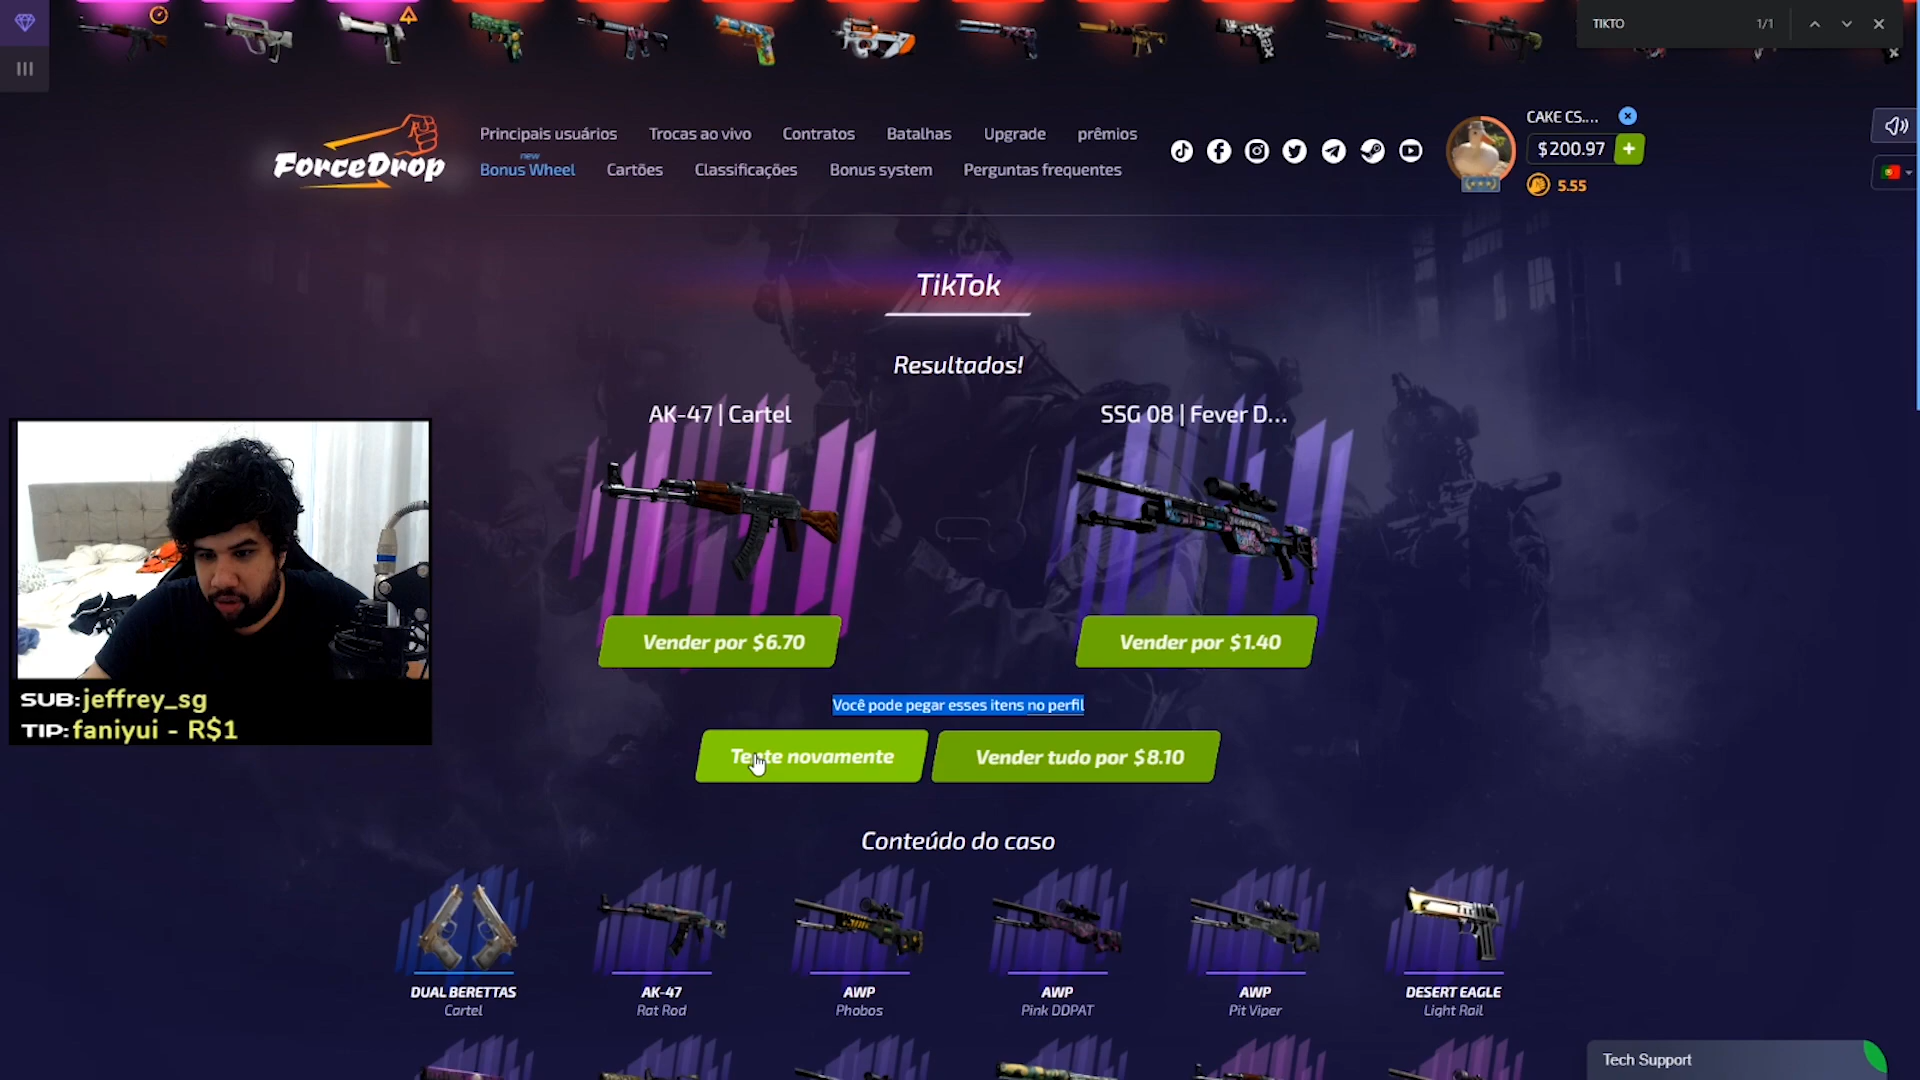 TIKTO 1/1
ForceDrop
Principais usuários Trocas ao vivo Contratos Batalhas Upgrade prêmios
new
Bonus Wheel Cartões Classificações Bonus system Perguntas frequentes
CAKE CS....
$200.97 +
5.55
TikTok
Resultados!
AK-47 | Cartel
SSG 08 | Fever D...
Vender por $6.70
Vender por $1.40
Você pode pegar esses itens no perfil
Tente novamente
Vender tudo por $8.10
SUB:jeffrey_sg
TIP:faniyui - R$1
Conteúdo do caso
DUAL BERETTAS
Cartel
AK-47
Rat Rod
AWP
Phobos
AWP
Pink DDPAT
AWP
Pit Viper
DESERT EAGLE
Light Rail
Tech Support